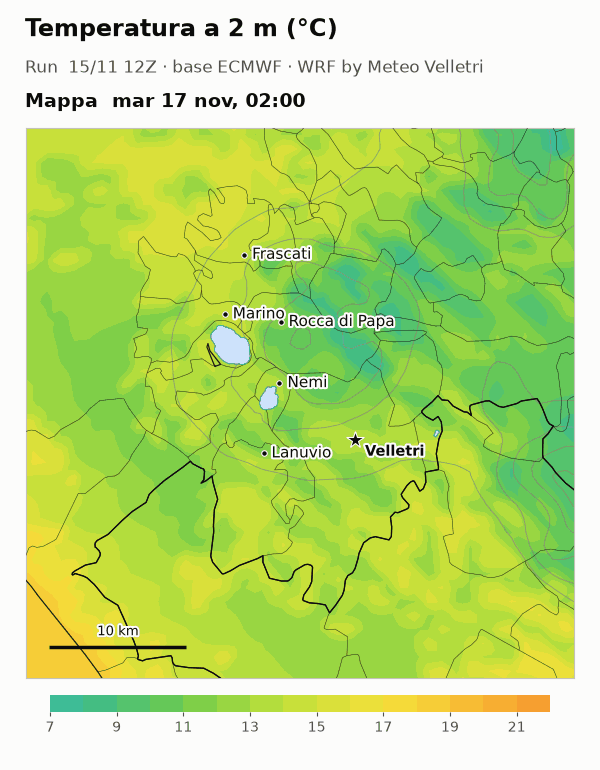 Temperatura a 2 m (°C)
Run  15/11 12Z · base ECMWF · WRF by Meteo Velletri
Mappa  mar 17 nov, 02:00
Frascati
Marino
Rocca di Papa
Nemi
Velletri
Lanuvio
10 km
7 9 11 13 15 17 19 21